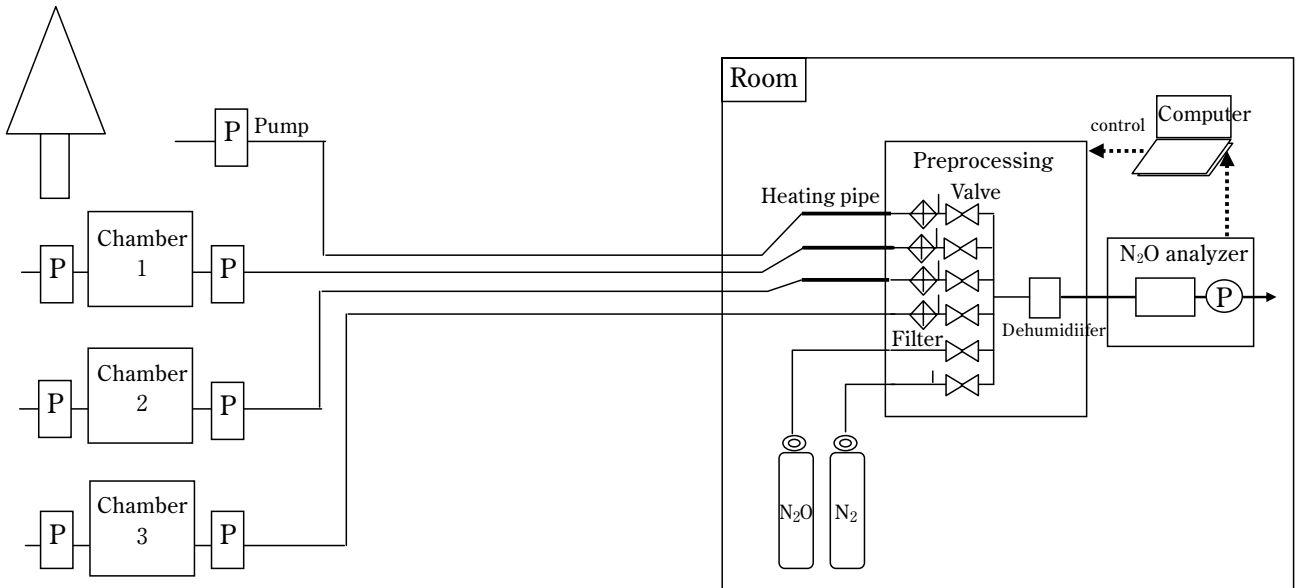 Room
P Pump
Computer
control
Preprocessing
Heating pipe Valve
Chamber
1
P P
N₂O analyzer
P
Filter Dehumidiifer
Chamber
2
P P
Chamber
3
P P
N₂O N₂